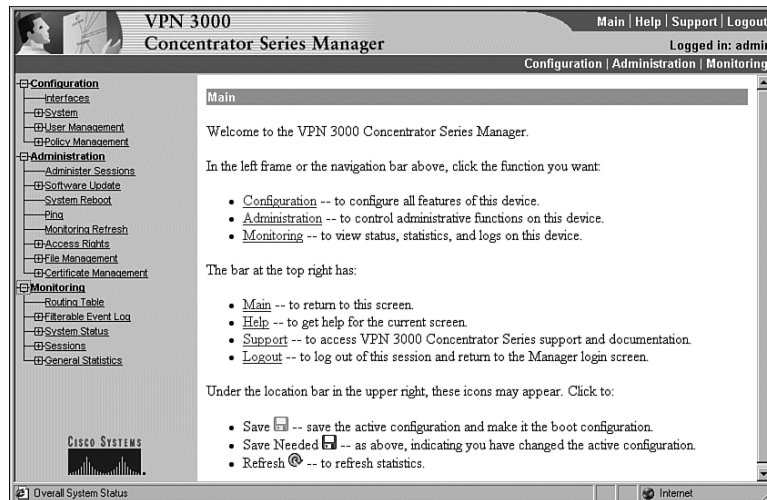 VPN 3000
Concentrator Series Manager
Main | Help | Support | Logout
Logged in: admin
Configuration | Administration | Monitoring
Configuration
Interfaces
System
User Management
Policy Management
Administration
Administer Sessions
Software Update
System Reboot
Ping
Monitoring Refresh
Access Rights
File Management
Certificate Management
Monitoring
Routing Table
Filterable Event Log
System Status
Sessions
General Statistics
CISCO SYSTEMS
Main
Welcome to the VPN 3000 Concentrator Series Manager.
In the left frame or the navigation bar above, click the function you want:
• Configuration -- to configure all features of this device.
• Administration -- to control administrative functions on this device.
• Monitoring -- to view status, statistics, and logs on this device.
The bar at the top right has:
• Main -- to return to this screen.
• Help -- to get help for the current screen.
• Support -- to access VPN 3000 Concentrator Series support and documentation.
• Logout -- to log out of this session and return to the Manager login screen.
Under the location bar in the upper right, these icons may appear. Click to:
• Save -- save the active configuration and make it the boot configuration.
• Save Needed -- as above, indicating you have changed the active configuration.
• Refresh -- to refresh statistics.
Overall System Status
Internet